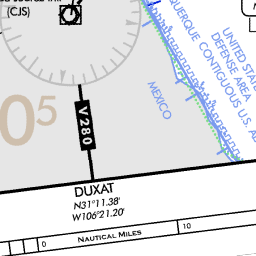 (CJS)
UNITED STATES
DEFENSE AREA
CONTIGUOUS U.S.
MEXICO
05
V280
DUXAT
N31°11.38'
W106°21.20'
0
NAUTICAL MILES
10